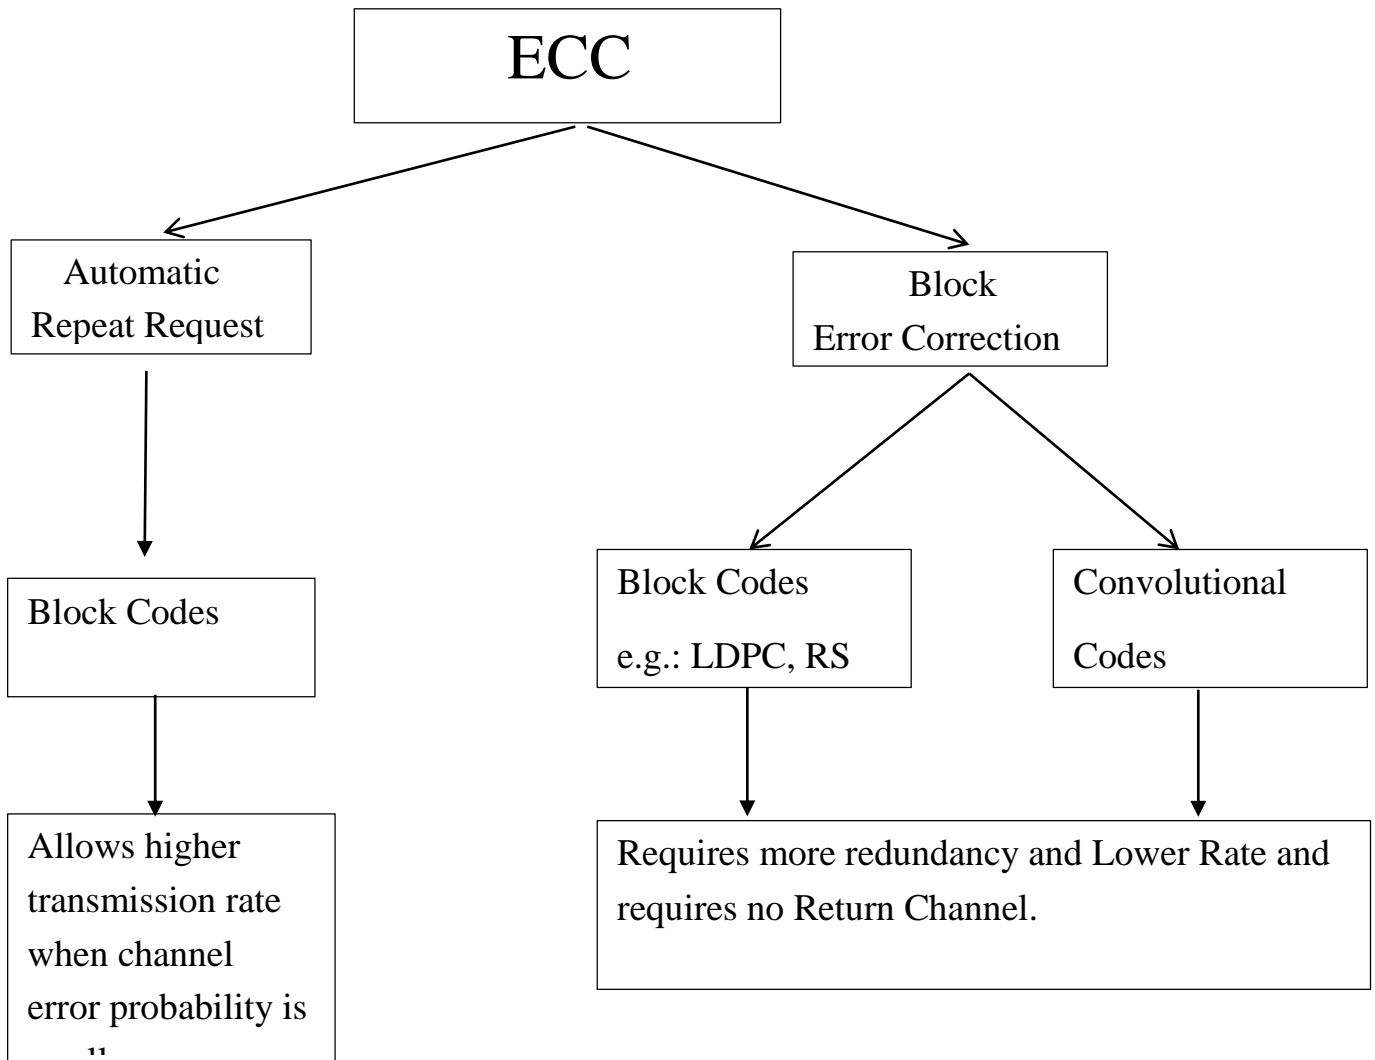 ECC
Automatic
Repeat Request
Block
Error Correction
Block Codes
Block Codes
e.g.: LDPC, RS
Convolutional
Codes
Allows higher
transmission rate
when channel
error probability is
Requires more redundancy and Lower Rate and
requires no Return Channel.